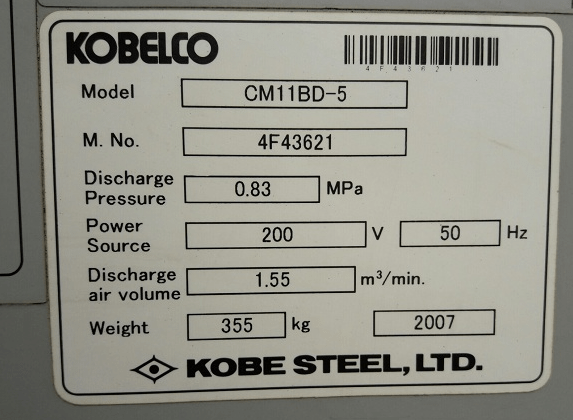 KOBELCO
4F43621
Model CM11BD-5
M. No. 4F43621
Discharge
Pressure 0.83 MPa
Power
Source 200 V 50 Hz
Discharge
air volume 1.55 m³/min.
Weight 355 kg 2007
KOBE STEEL, LTD.